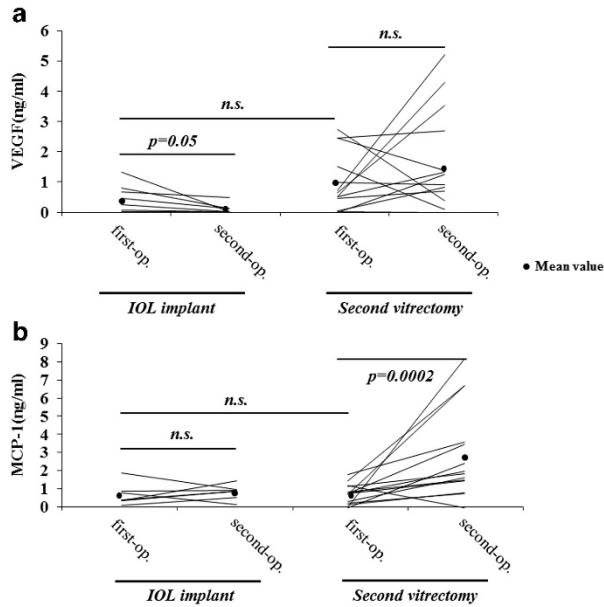 a
n.s.
n.s.
p=0.05
VEGF(ng/ml)
6
5
4
3
2
1
0
first-op.
second-op.
first-op.
second-op.
● Mean value
IOL implant
Second vitrectomy
b
p=0.0002
n.s.
n.s.
MCP-1(ng/ml)
9
8
7
6
5
4
3
2
1
0
first-op.
second-op.
first-op.
second-op.
IOL implant
Second vitrectomy